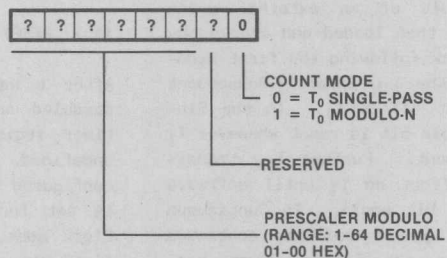 ? ? ? ? ? ? ? 0
COUNT MODE
0 = T₀ SINGLE-PASS
1 = T₀ MODULO-N
RESERVED
PRESCALER MODULO
(RANGE: 1–64 DECIMAL
01–00 HEX)